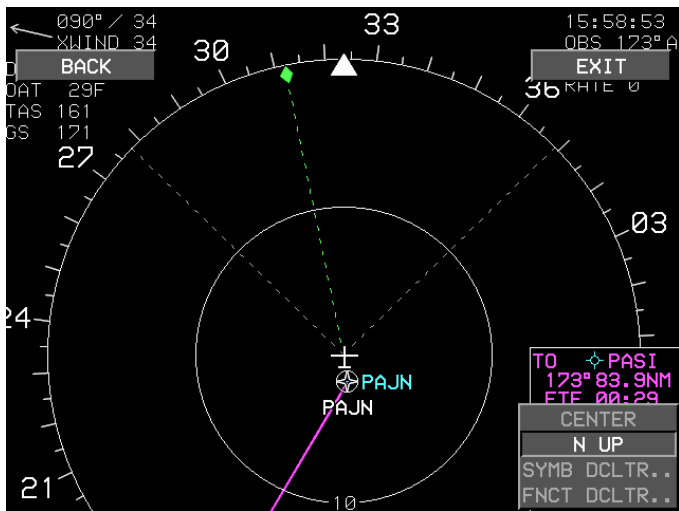 090°/ 34
XWIND 34
BACK
OAT 29F
TAS 161
GS 171
15:58:53
OBS 173°A
EXIT
RATE 0
30
33
36
27
03
24
21
PAJN
PAJN
10
TO PASI
173°83.9NM
ETE 00:29
CENTER
N UP
SYMB DCLTR..
FNCT DCLTR..